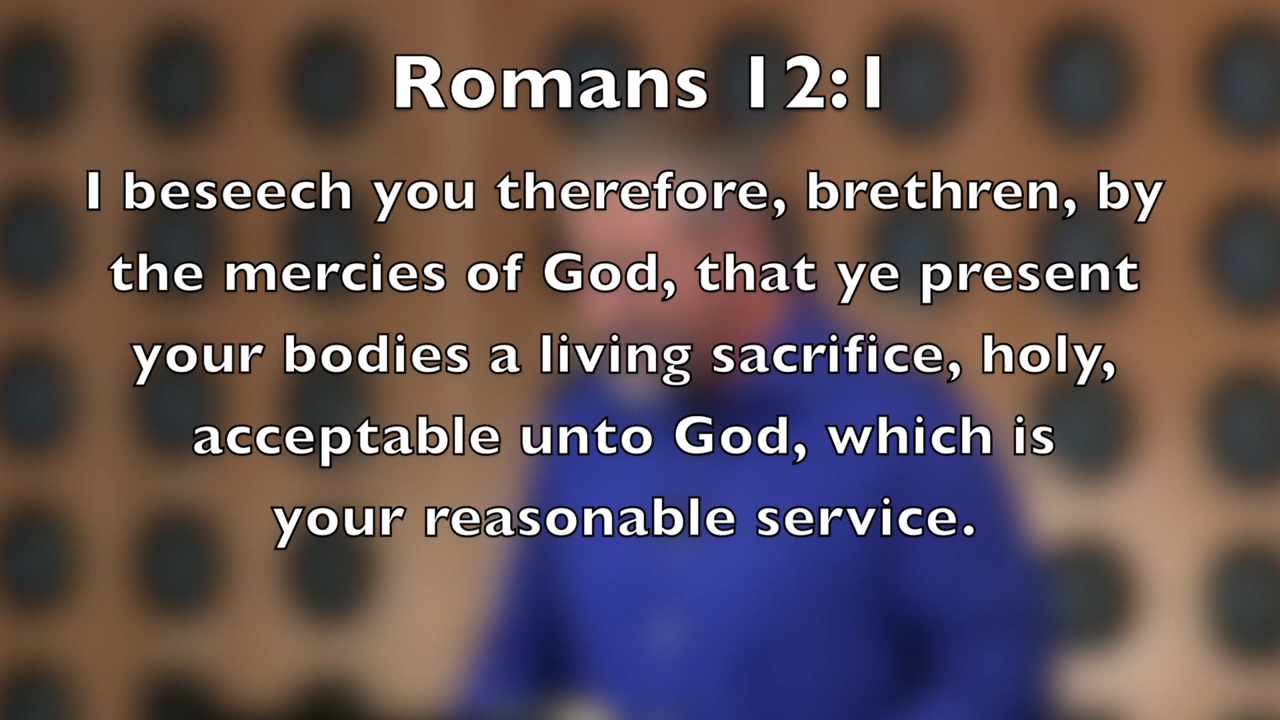 Romans 12:1
I beseech you therefore, brethren, by
the mercies of God, that ye present
your bodies a living sacrifice, holy,
acceptable unto God, which is
your reasonable service.